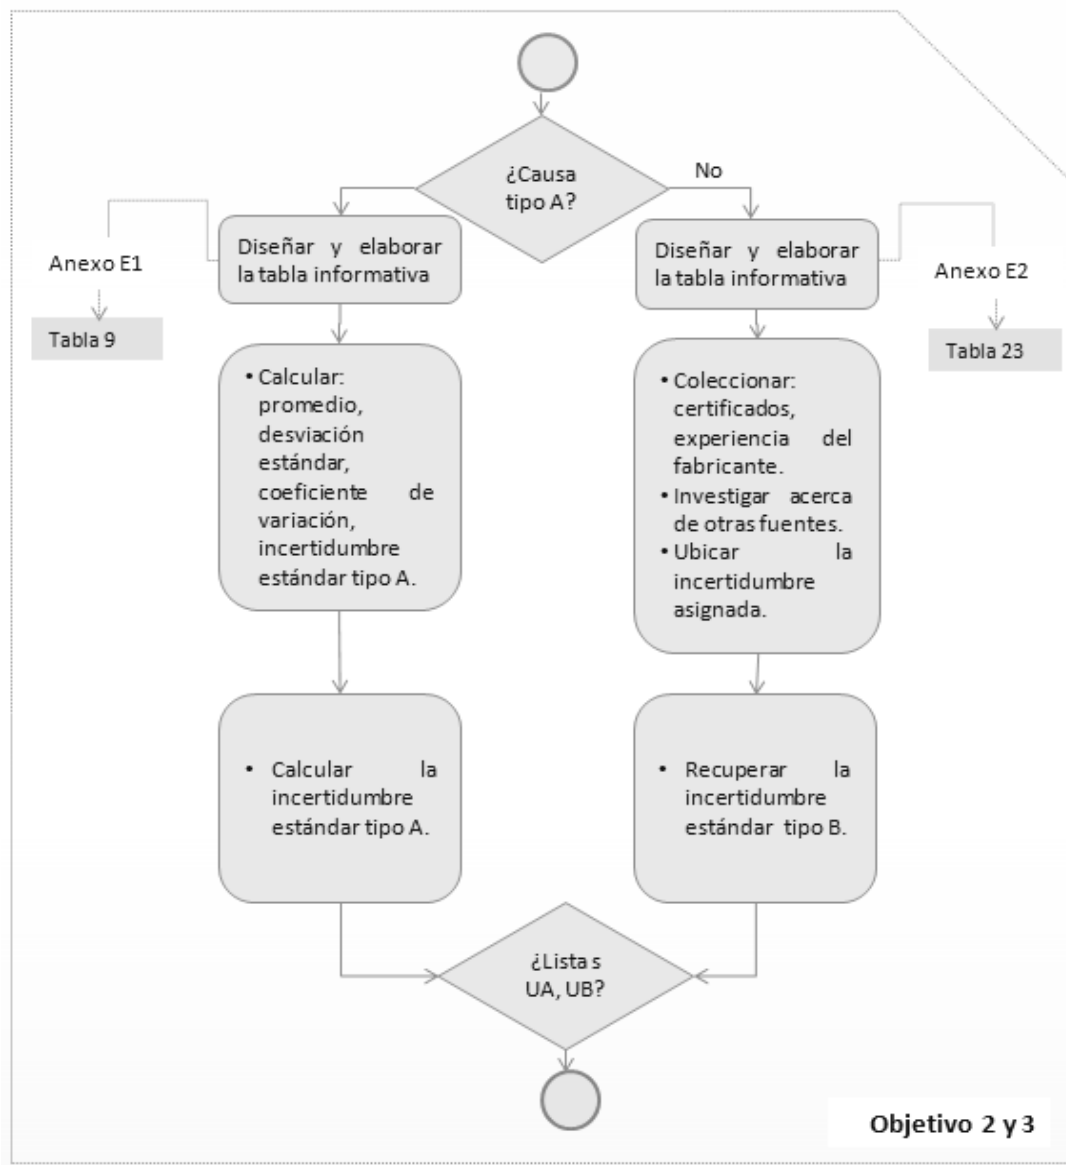 ¿Causa
tipo A?
No
Diseñar y elaborar
la tabla informativa
Anexo E1
Tabla 9
Diseñar y elaborar
la tabla informativa
Anexo E2
Tabla 23
• Calcular:
promedio,
desviación
estándar,
coeficiente de
variación,
incertidumbre
estándar tipo A.
• Coleccionar:
certificados,
experiencia del
fabricante.
• Investigar acerca
de otras fuentes.
• Ubicar la
incertidumbre
asignada.
• Calcular la
incertidumbre
estándar tipo A.
• Recuperar la
incertidumbre
estándar tipo B.
¿Listas
UA, UB?
Objetivo 2 y 3